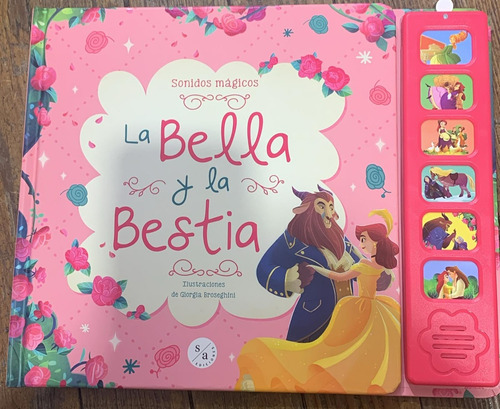 Sonidos mágicos
La
Bella
y la
Bestia
Ilustraciones
de Giorgia Broseghini
s/a